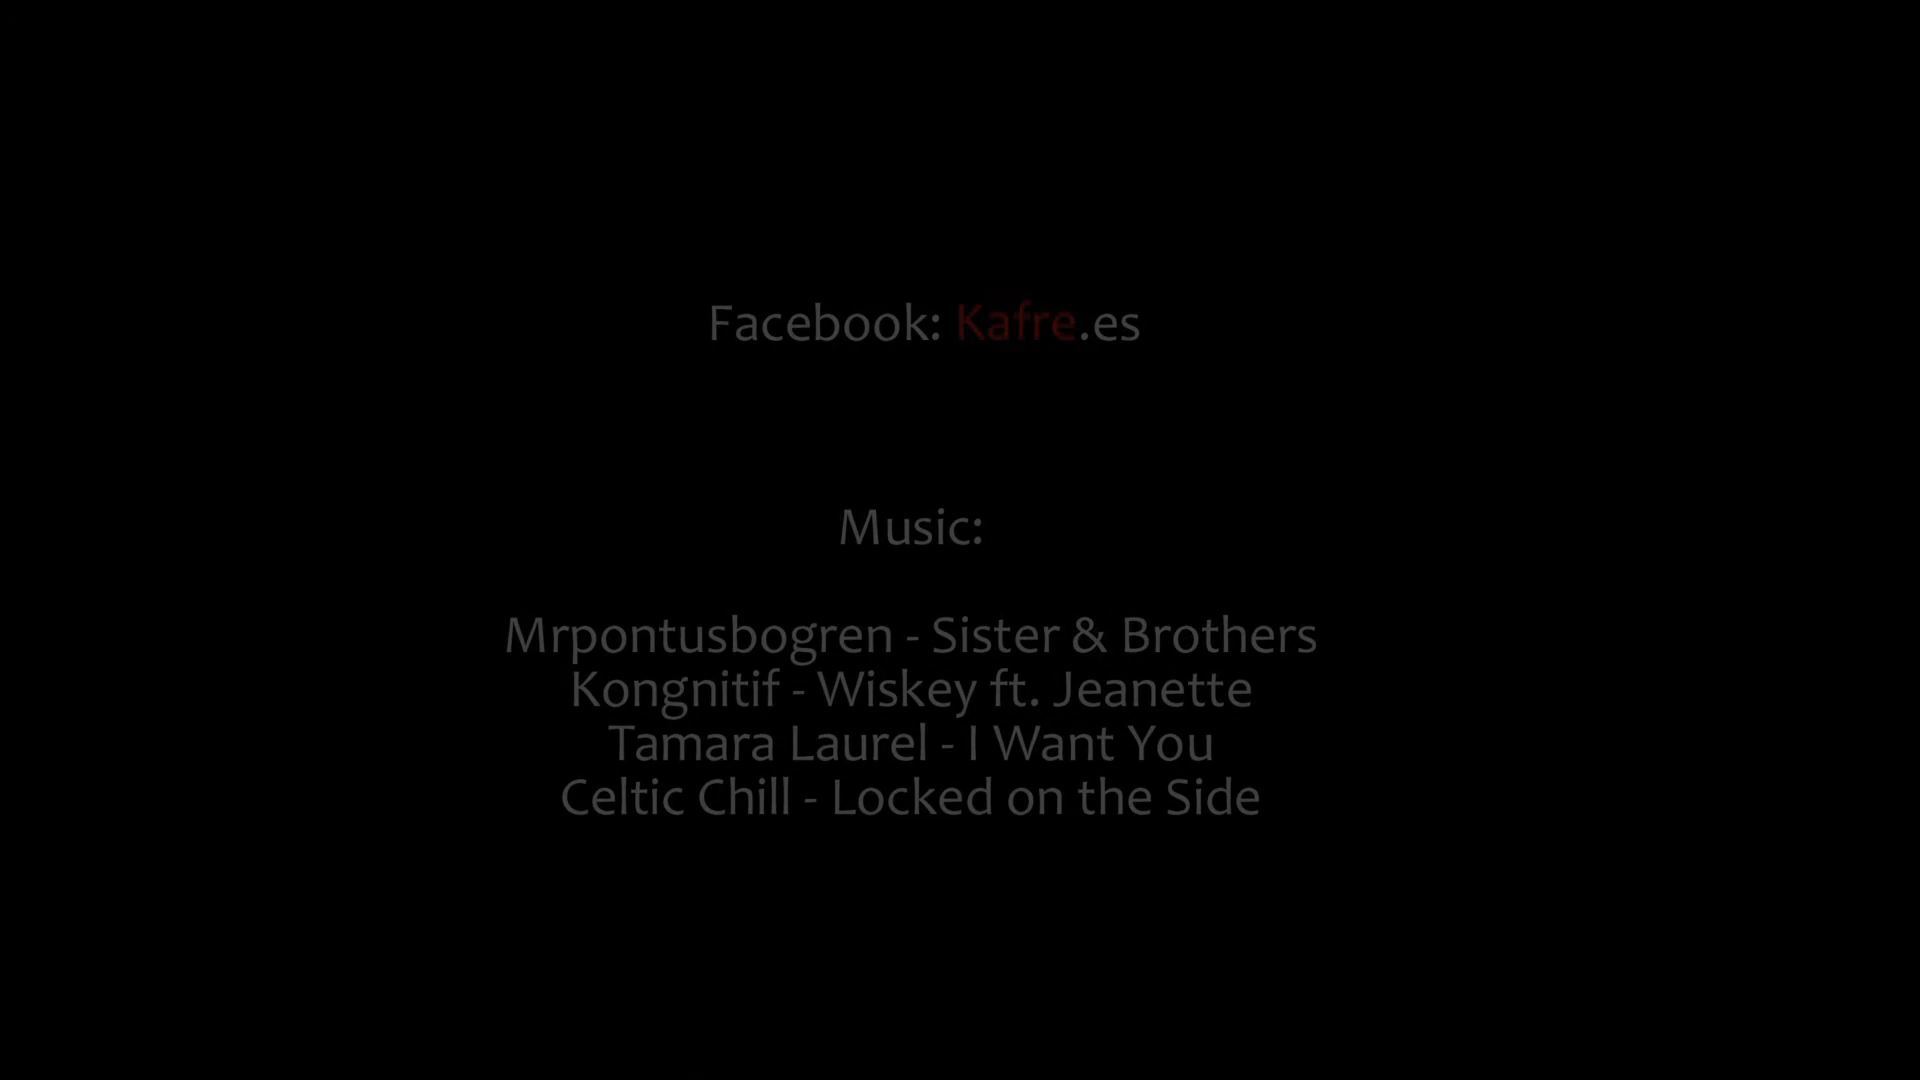 Facebook: Kafre.es
Music:
Mrpontusbogren - Sister & Brothers
Kongnitif - Wiskey ft. Jeanette
Tamara Laurel - I Want You
Celtic Chill - Locked on the Side